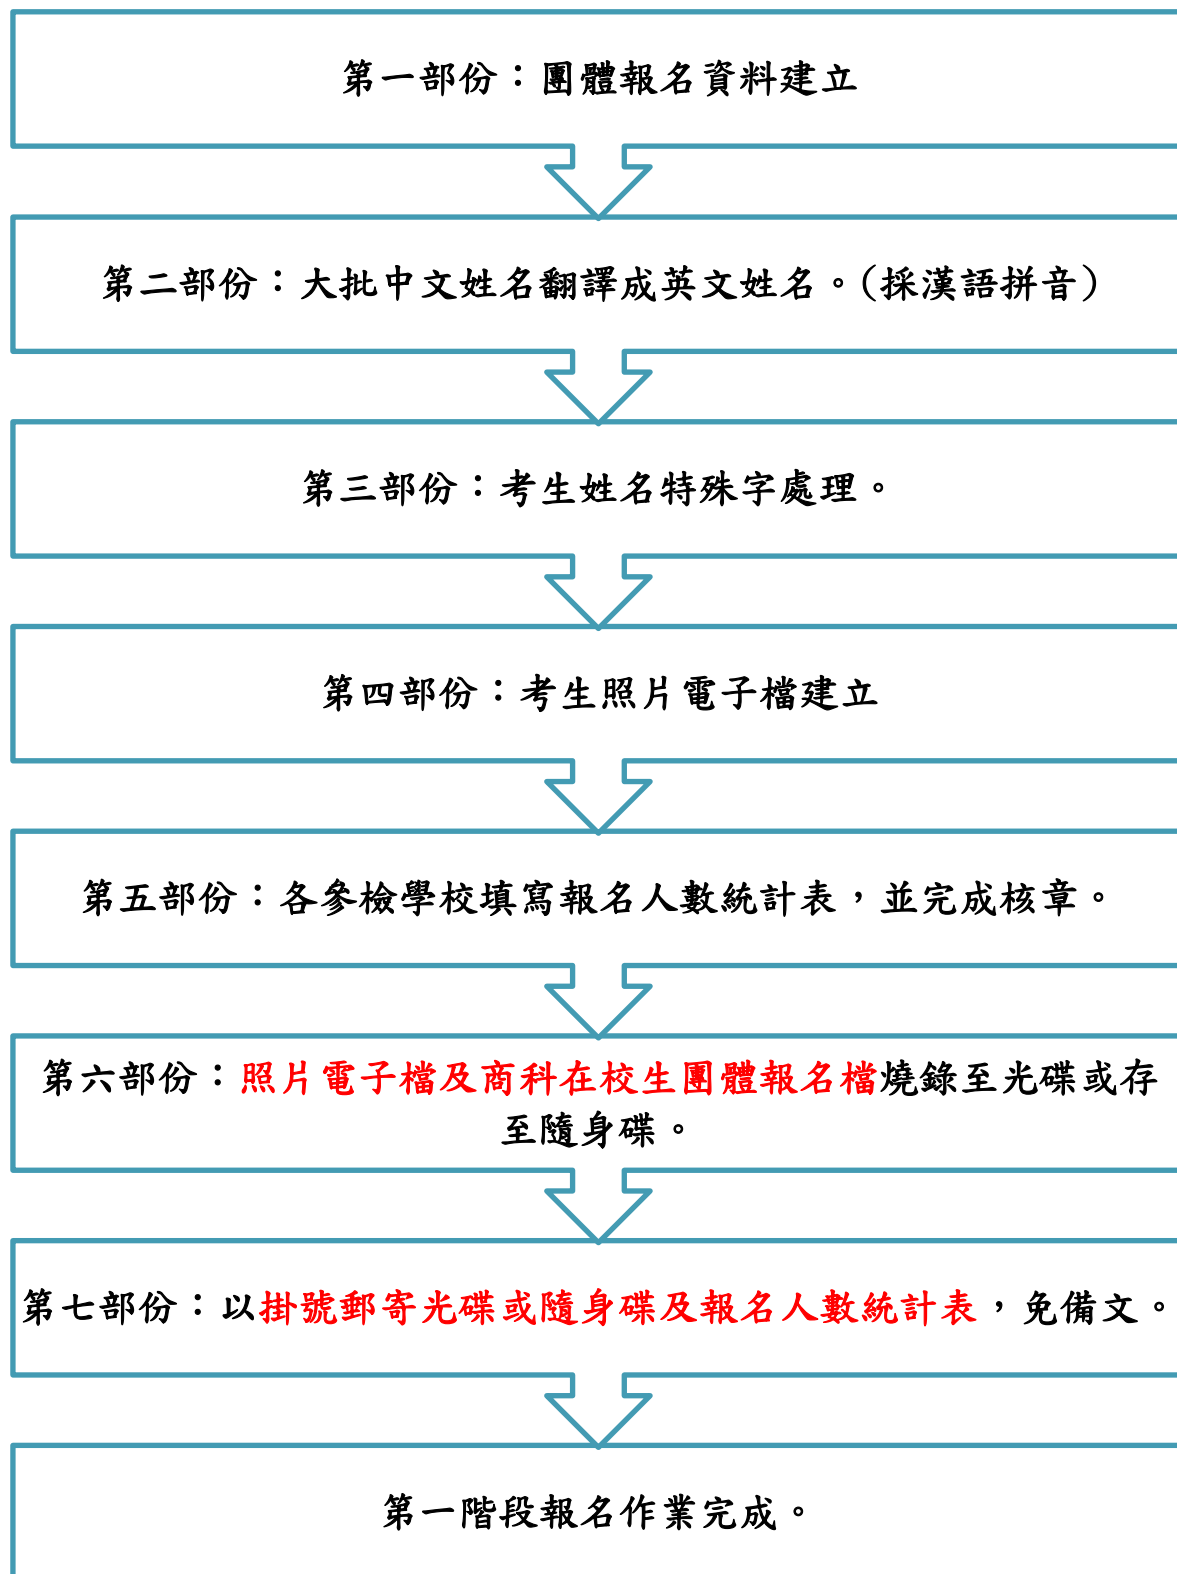 第一部份：團體報名資料建立
第二部份：大批中文姓名翻譯成英文姓名。(採漢語拼音)
第三部份：考生姓名特殊字處理。
第四部份：考生照片電子檔建立
第五部份：各參檢學校填寫報名人數統計表，並完成核章。
第六部份：照片電子檔及商科在校生團體報名檔燒錄至光碟或存
至隨身碟。
第七部份：以掛號郵寄光碟或隨身碟及報名人數統計表，免備文。
第一階段報名作業完成。